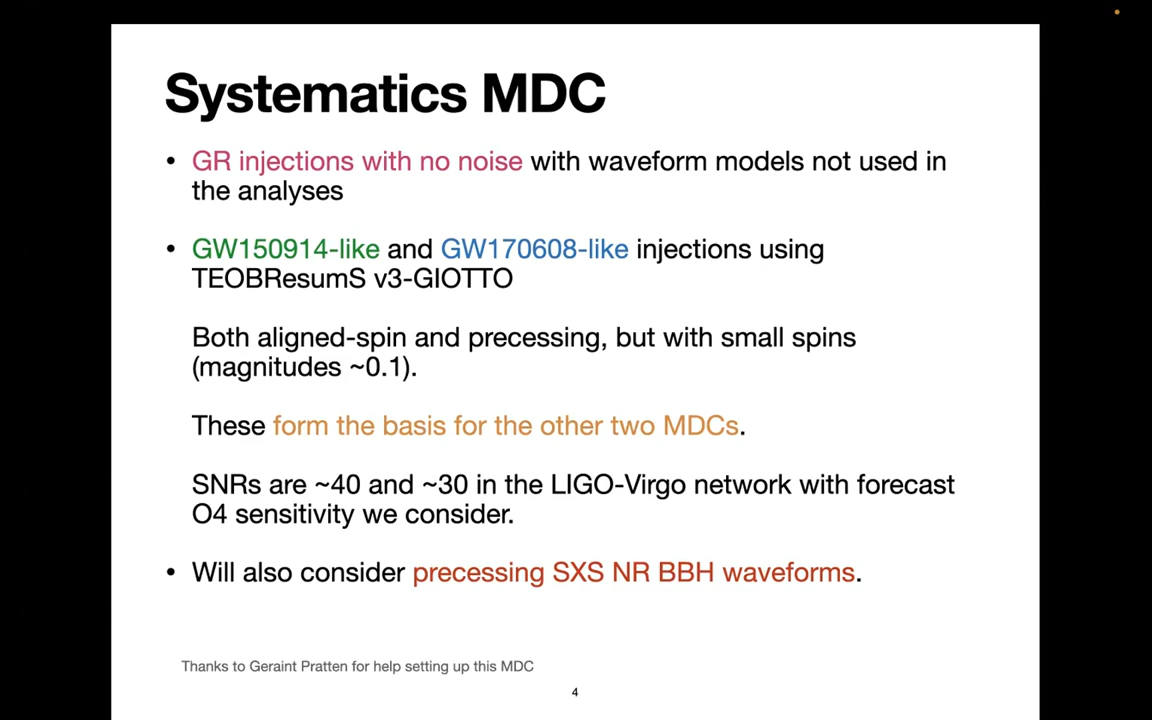 Systematics MDC
• GR injections with no noise with waveform models not used in
the analyses
• GW150914-like and GW170608-like injections using
TEOBResumS v3-GIOTTO
Both aligned-spin and precessing, but with small spins
(magnitudes ~0.1).
These form the basis for the other two MDCs.
SNRs are ~40 and ~30 in the LIGO-Virgo network with forecast
O4 sensitivity we consider.
• Will also consider precessing SXS NR BBH waveforms.
Thanks to Geraint Pratten for help setting up this MDC
4